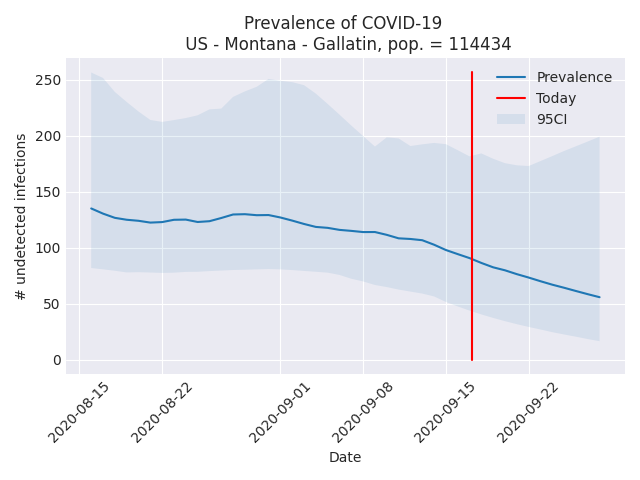 Prevalence of COVID-19
US - Montana - Gallatin, pop. = 114434
Prevalence
Today
95CI
250
200
150
100
50
0
# undetected infections
2020-08-15
2020-08-22
2020-09-01
2020-09-08
2020-09-15
2020-09-22
Date